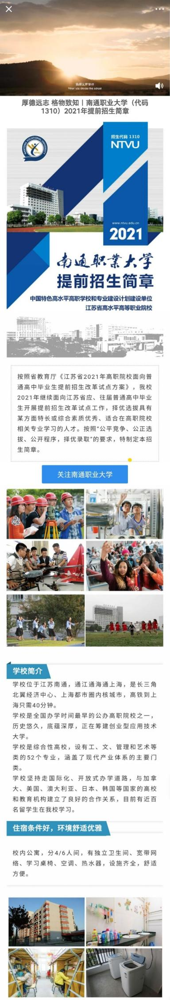 选择这所学校
When you choose this school
厚德远志 格物致知丨南通职业大学（代码
1310）2021年提前招生简章
NANTONG VOCATIONAL UNIVERSITY
NTVU
招生代码 1310
NTVU
www.ntvu.edu.cn
2021
南通职业大学
提前招生简章
中国特色高水平高职学校和专业建设计划建设单位
江苏省高水平高等职业院校
按照省教育厅《江苏省2021年高职院校面向普
通高中毕业生提前招生改革试点方案》，我校
2021年继续面向江苏省应、往届普通高中毕业
生开展提前招生改革试点工作，择优选拔具有
某方面特长或综合素质优秀、适合在高职院校
相关专业学习的人才。按照“公平竞争、公正选
拔、公开程序，择优录取”的要求，特制定本招
生简章。
关注南通职业大学
学校简介
学校位于江苏南通，通江通海通上海，是长三角
北翼经济中心、上海都市圈内核城市，高铁到上
海只需40分钟。
学校是全国办学时间最早的公办高职院校之一，
历史悠久，底蕴深厚，正在筹建创业型应用技术
大学。
学校是综合性高校，设有工、文、管理和艺术等
类的52个专业，涵盖了现代产业体系的主要门
类。
学校坚持走国际化、开放式办学道路，与加拿
大、美国、澳大利亚、日本、韩国等国家的高校
和教育机构建立了良好的合作关系，目前有近百
名留学生在我校学习。
住宿条件好，环境舒适优雅
校内公寓，分4/6人间，有独立卫生间、宽带网
络、学习桌椅、空调、热水器，设施齐全，舒适
方便。